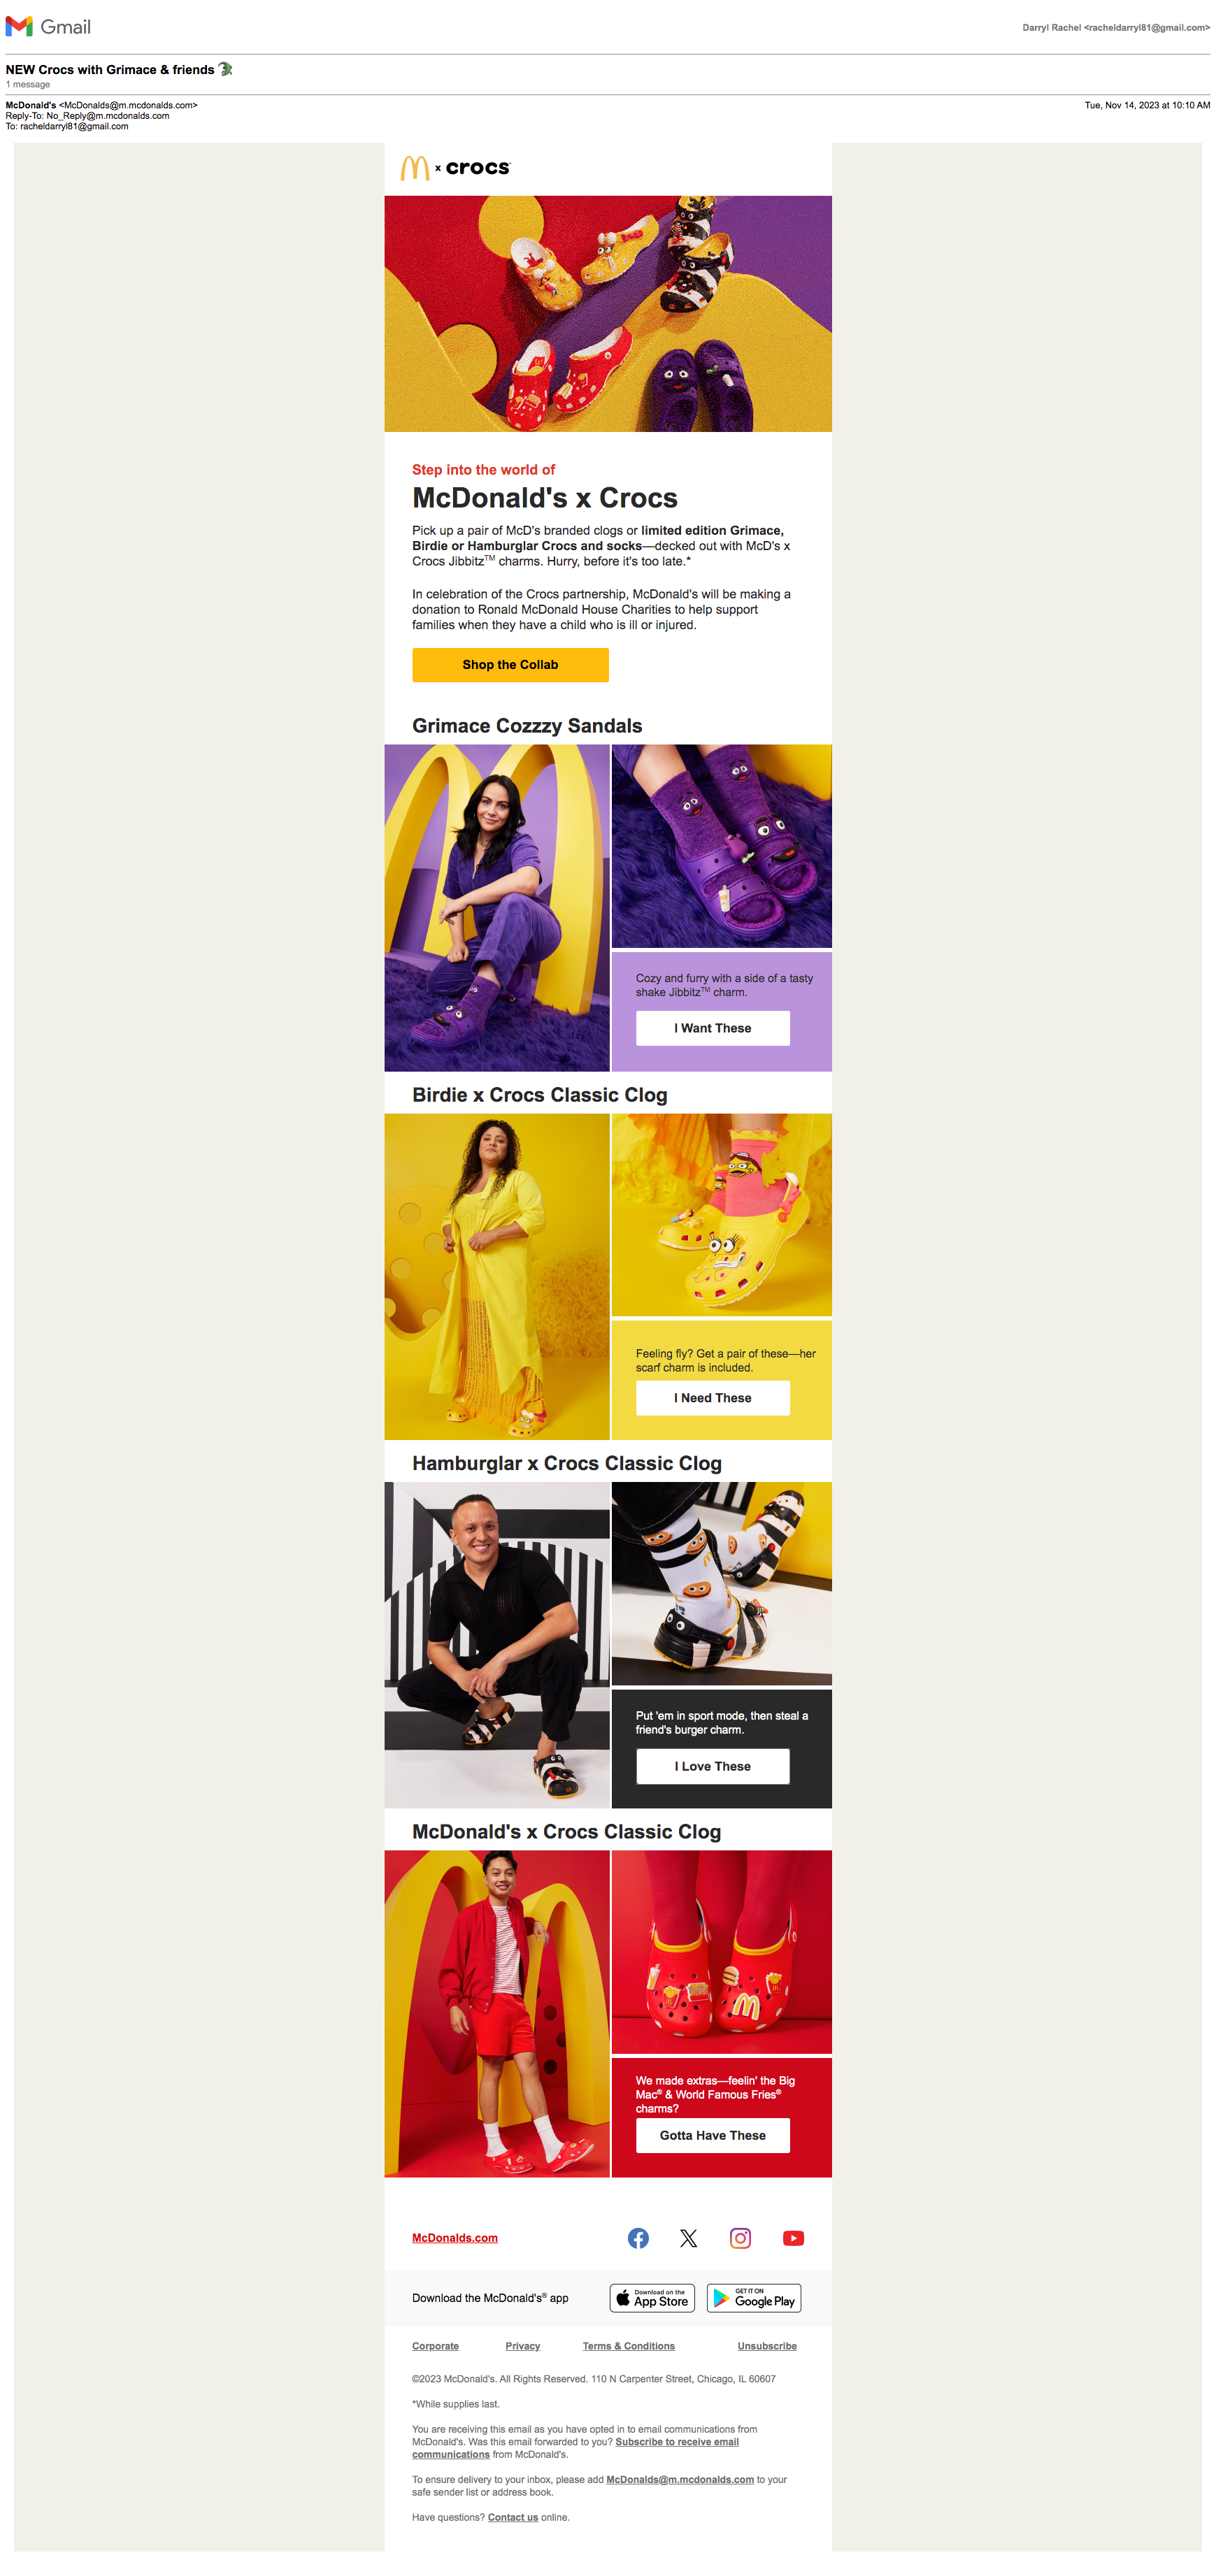 Gmail
Darryl Rachel <racheldarryl81@gmail.com>
NEW Crocs with Grimace & friends 🐊
1 message
McDonald's <McDonalds@m.mcdonalds.com>
Tue, Nov 14, 2023 at 10:10 AM
Reply-To: No_Reply@m.mcdonalds.com
To: racheldarryl81@gmail.com
x crocs™
Step into the world of
McDonald's x Crocs
Pick up a pair of McD's branded clogs or limited edition Grimace,
Birdie or Hamburglar Crocs and socks—decked out with McD's x
Crocs Jibbitz™ charms. Hurry, before it's too late.*
In celebration of the Crocs partnership, McDonald's will be making a
donation to Ronald McDonald House Charities to help support
families when they have a child who is ill or injured.
Shop the Collab
Grimace Cozzzy Sandals
Cozy and furry with a side of a tasty
shake Jibbitz™ charm.
I Want These
Birdie x Crocs Classic Clog
Feeling fly? Get a pair of these—her
scarf charm is included.
I Need These
Hamburglar x Crocs Classic Clog
Put 'em in sport mode, then steal a
friend's burger charm.
I Love These
McDonald's x Crocs Classic Clog
We made extras—feelin' the Big
Mac® & World Famous Fries®
charms?
Gotta Have These
McDonalds.com
Download the McDonald's® app
Download on the
App Store
GET IT ON
Google Play
Corporate
Privacy
Terms & Conditions
Unsubscribe
©2023 McDonald's. All Rights Reserved. 110 N Carpenter Street, Chicago, IL 60607
*While supplies last.
You are receiving this email as you have opted in to email communications from
McDonald's. Was this email forwarded to you? Subscribe to receive email
communications from McDonald's.
To ensure delivery to your inbox, please add McDonalds@m.mcdonalds.com to your
safe sender list or address book.
Have questions? Contact us online.